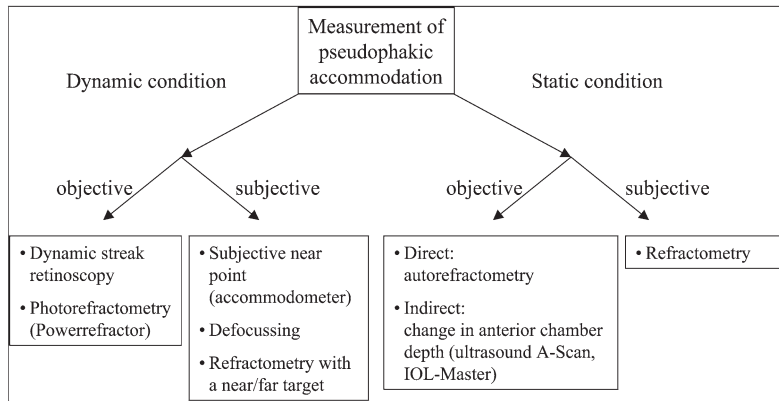 Measurement of
pseudophakic
accommodation
Dynamic condition
Static condition
objective
subjective
objective
subjective
• Dynamic streak
retinoscopy
• Photorefractometry
(Powerrefractor)
• Subjective near
point
(accommodometer)
• Defocussing
• Refractometry with
a near/far target
• Direct:
autorefractometry
• Indirect:
change in anterior chamber
depth (ultrasound A-Scan,
IOL-Master)
• Refractometry